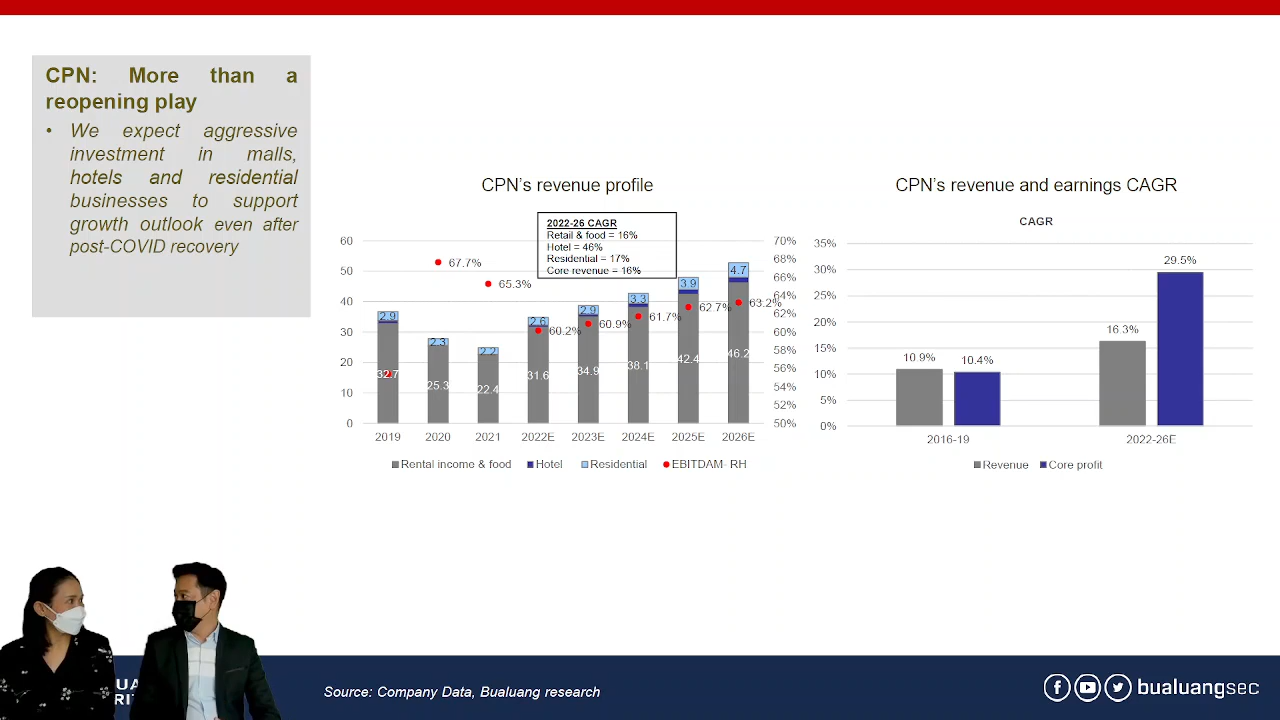 CPN: More than a
reopening play
• We expect aggressive
investment in malls,
hotels and residential
businesses to support
growth outlook even after
post-COVID recovery
CPN's revenue profile
2022-26 CAGR
Retail & food = 16%
Hotel = 46%
Residential = 17%
Core revenue = 16%
60
50
40
30
20
10
0
70%
68%
66%
64%
62%
60%
58%
56%
54%
52%
50%
67.7%
65.3%
60.2%
60.9%
61.7%
62.7%
63.2%
2.9
2.3
2.2
2.6
2.9
3.3
3.9
4.7
32.7
25.3
22.4
31.6
34.9
38.1
42.4
46.2
2019 2020 2021 2022E 2023E 2024E 2025E 2026E
Rental income & food Hotel Residential EBITDAM- RH
CPN's revenue and earnings CAGR
CAGR
35%
30%
25%
20%
15%
10%
5%
0%
10.9% 10.4%
16.3%
29.5%
2016-19 2022-26E
Revenue Core profit
Source: Company Data, Bualuang research
bualuangsec